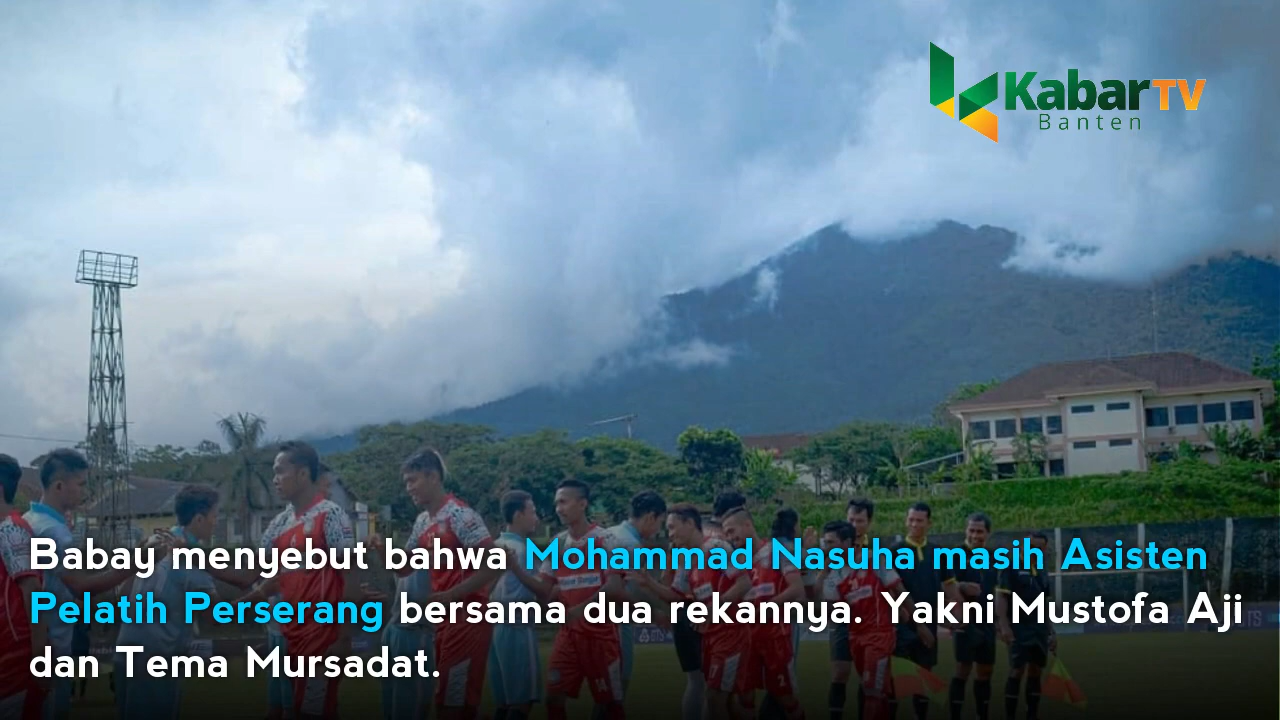 KabarTV
Banten
Babay menyebut bahwa Mohammad Nasuha masih Asisten
Pelatih Perserang bersama dua rekannya. Yakni Mustofa Aji
dan Tema Mursadat.